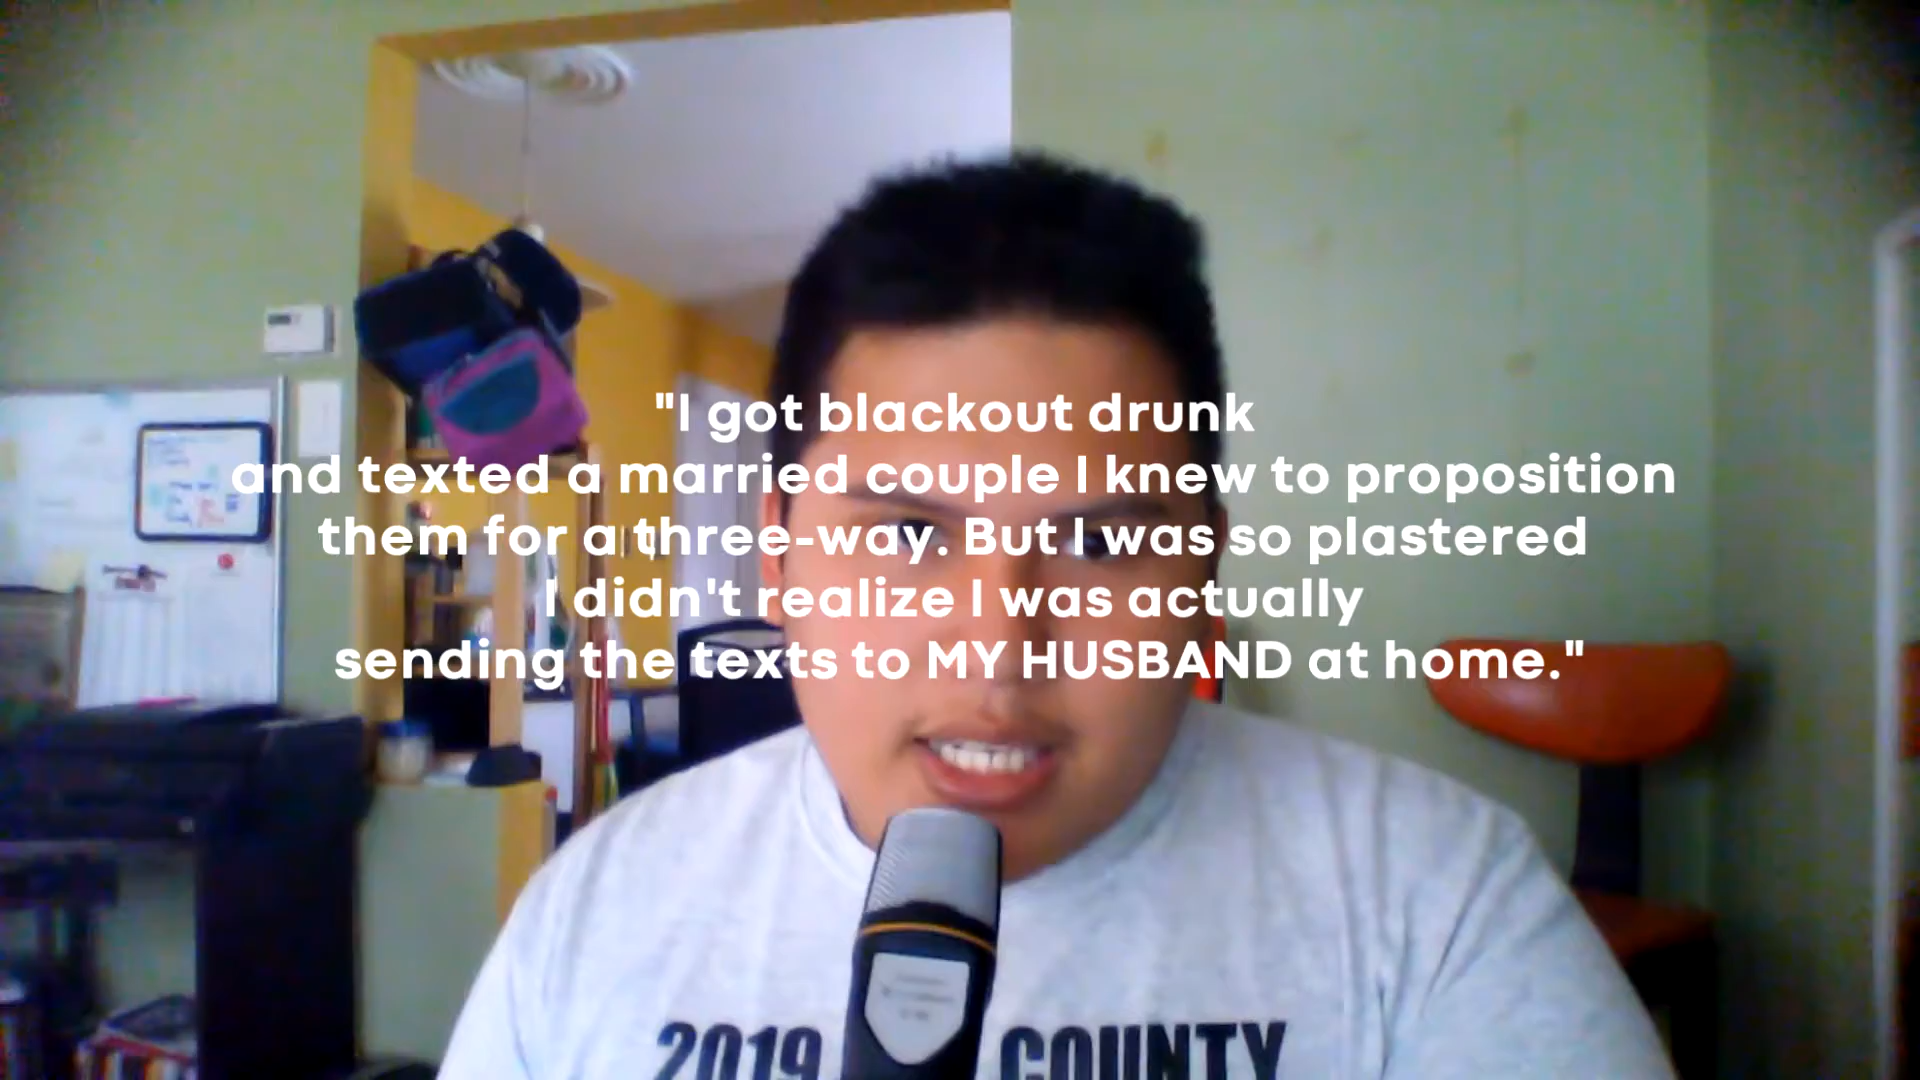 "I got blackout drunk
and texted a married couple I knew to proposition
them for a three-way. But I was so plastered
I didn't realize I was actually
sending the texts to MY HUSBAND at home."
2019 COUNTY